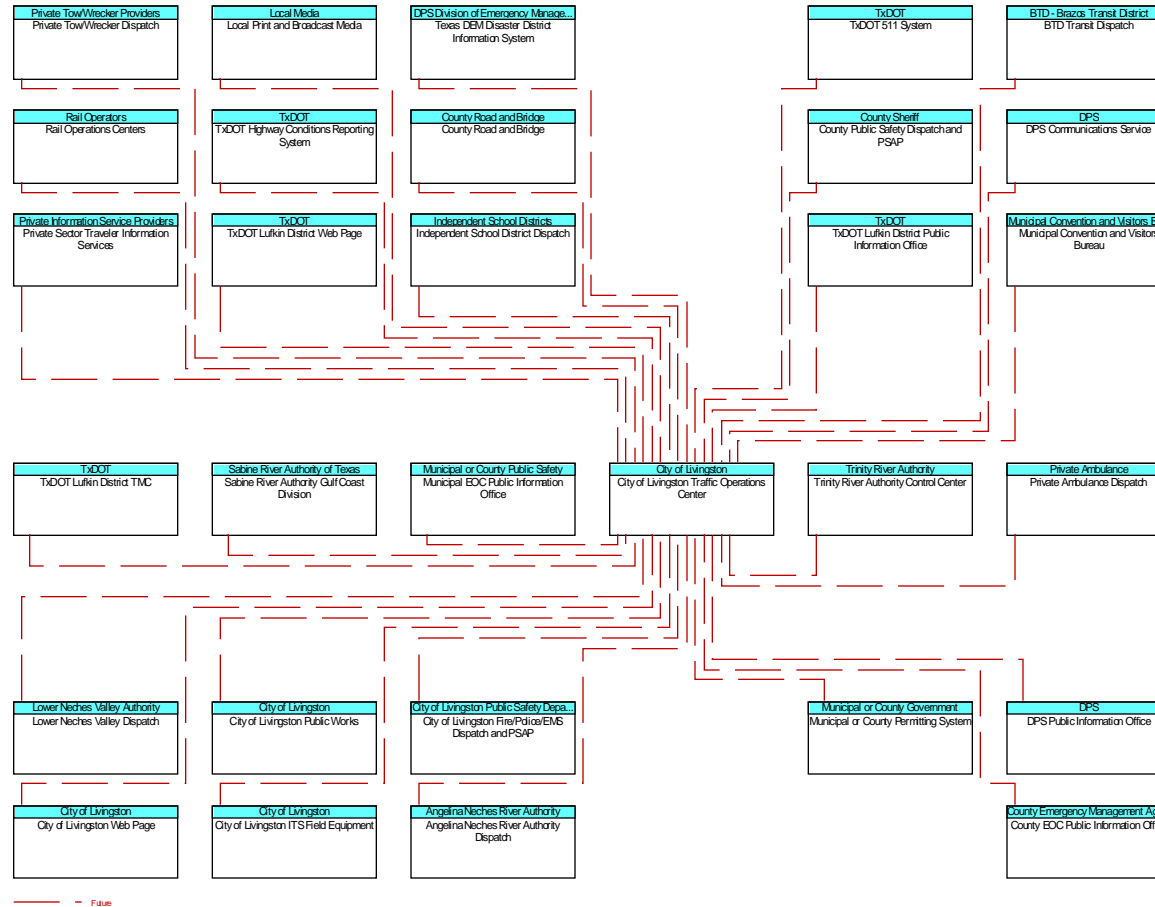 Private Tow/Wrecker Providers
Private Tow/Wrecker Dispatch
Local Media
Local Print and Broadcast Media
DPS Division of Emergency Manage...
Texas DEM Disaster District
Information System
TxDOT
TxDOT 511 System
BTD - Brazos Transit District
BTD Transit Dispatch
Rail Operators
Rail Operations Centers
TxDOT
TxDOT Highway Conditions Reporting
System
County Road and Bridge
County Road and Bridge
County Sheriff
County Public Safety Dispatch and
PSAP
DPS
DPS Communications Service
Private Information Service Providers
Private Sector Traveler Information
Services
TxDOT
TxDOT Lufkin District Web Page
Independent School Districts
Independent School District Dispatch
TxDOT
TxDOT Lufkin District Public
Information Office
Municipal Convention and Visitors B
Municipal Convention and Visitors
Bureau
TxDOT
TxDOT Lufkin District TMC
Sabine River Authority of Texas
Sabine River Authority Gulf Coast
Division
Municipal or County Public Safety
Municipal EOC Public Information
Office
City of Livingston
City of Livingston Traffic Operations
Center
Trinity River Authority
Trinity River Authority Control Center
Private Ambulance
Private Ambulance Dispatch
Lower Neches Valley Authority
Lower Neches Valley Dispatch
City of Livingston
City of Livingston Public Works
City of Livingston Public Safety Depa...
City of Livingston Fire/Police/EMS
Dispatch and PSAP
Municipal or County Government
Municipal or County Permitting System
DPS
DPS Public Information Office
City of Livingston
City of Livingston Web Page
City of Livingston
City of Livingston ITS Field Equipment
Angelina Neches River Authority
Angelina Neches River Authority
Dispatch
County Emergency Management Ag
County EOC Public Information Off
Future